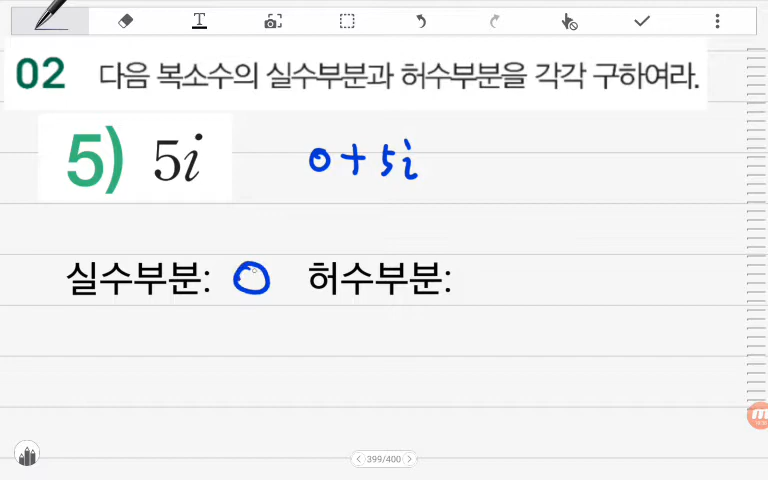 T
02 다음 복소수의 실수부분과 허수부분을 각각 구하여라.
5) 5i 0+5i
실수부분: 0 허수부분:
399/400